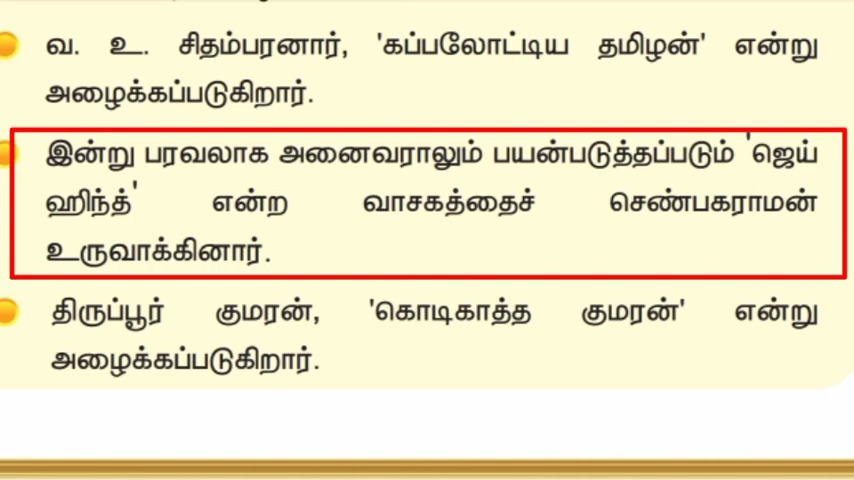 வ. உ. சிதம்பரனார், 'கப்பலோட்டிய தமிழன்' என்று
அழைக்கப்படுகிறார்.
இன்று பரவலாக அனைவராலும் பயன்படுத்தப்படும் 'ஜெய்
ஹிந்த்' என்ற வாசகத்தைச் செண்பகராமன்
உருவாக்கினார்.
திருப்பூர் குமரன், 'கொடிகாத்த குமரன்' என்று
அழைக்கப்படுகிறார்.